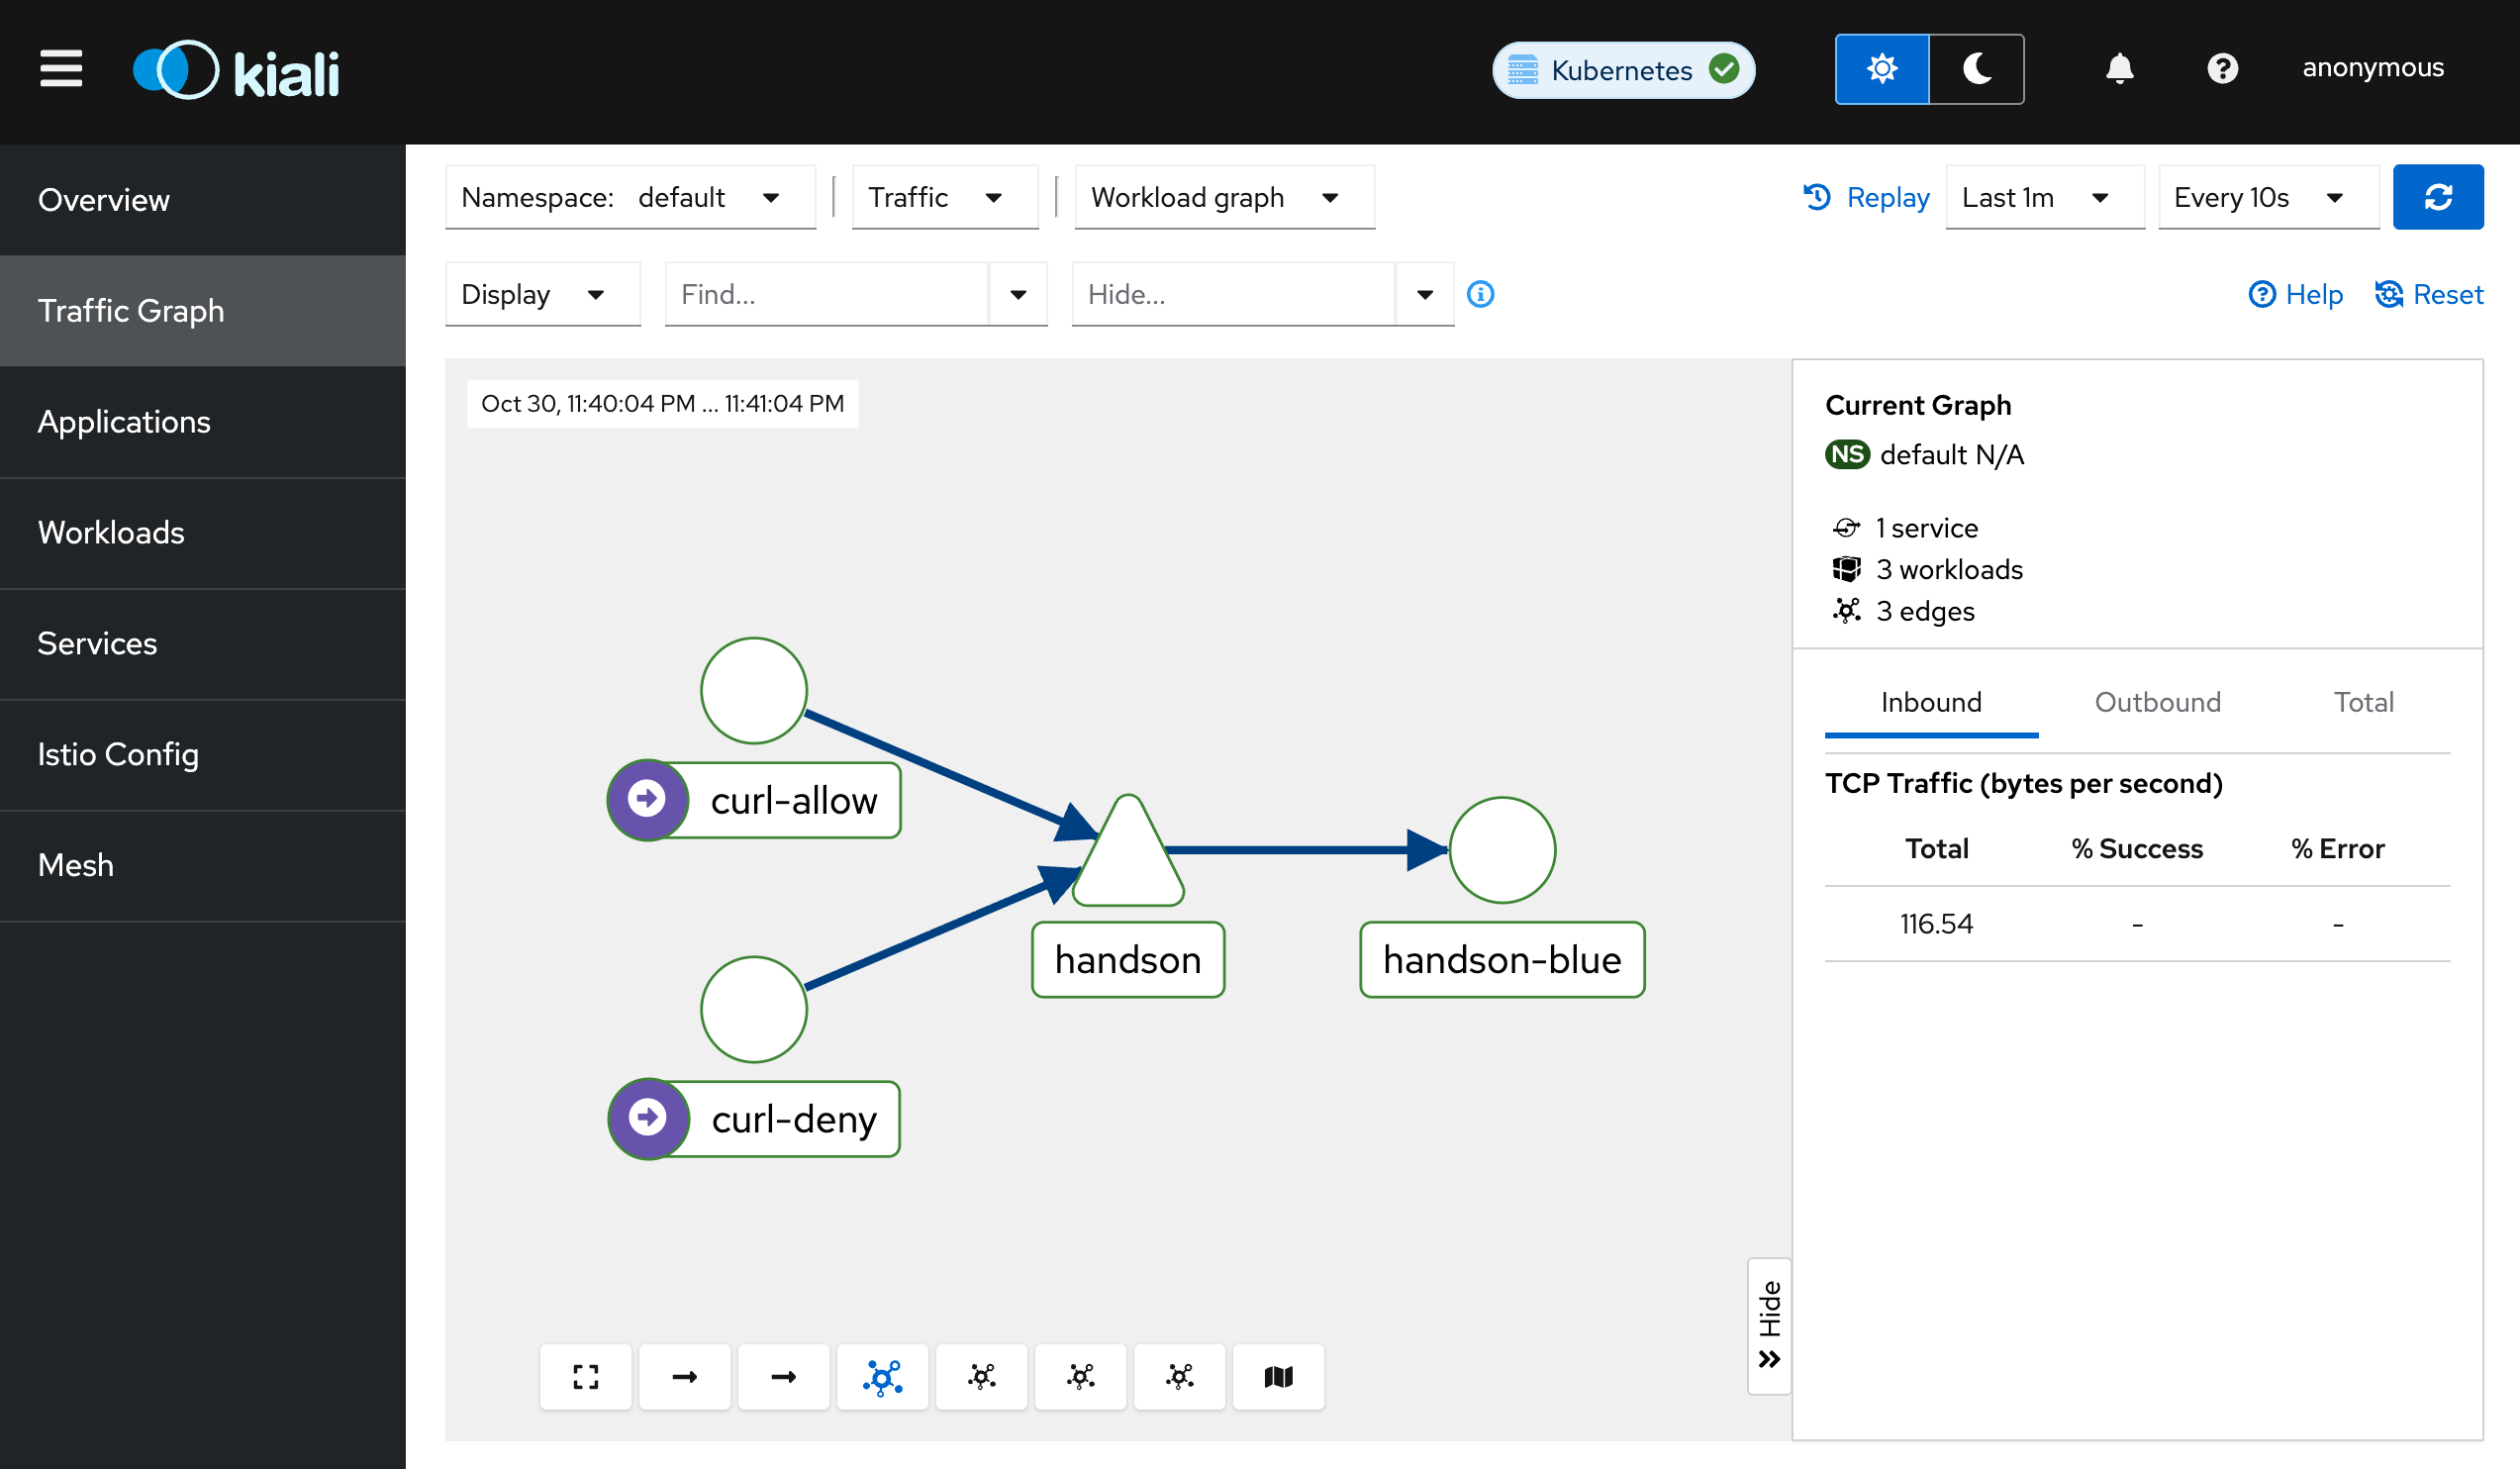 kiali
Kubernetes
anonymous
Overview
Traffic Graph
Applications
Workloads
Services
Istio Config
Mesh
Namespace: default
Traffic
Workload graph
Replay
Last 1m
Every 10s
Display
Find...
Hide...
Help
Reset
Oct 30, 11:40:04 PM ... 11:41:04 PM
curl-allow
curl-deny
handson
handson-blue
Hide
Current Graph
NS default N/A
1 service
3 workloads
3 edges
Inbound Outbound Total
TCP Traffic (bytes per second)
Total % Success % Error
116.54 - -